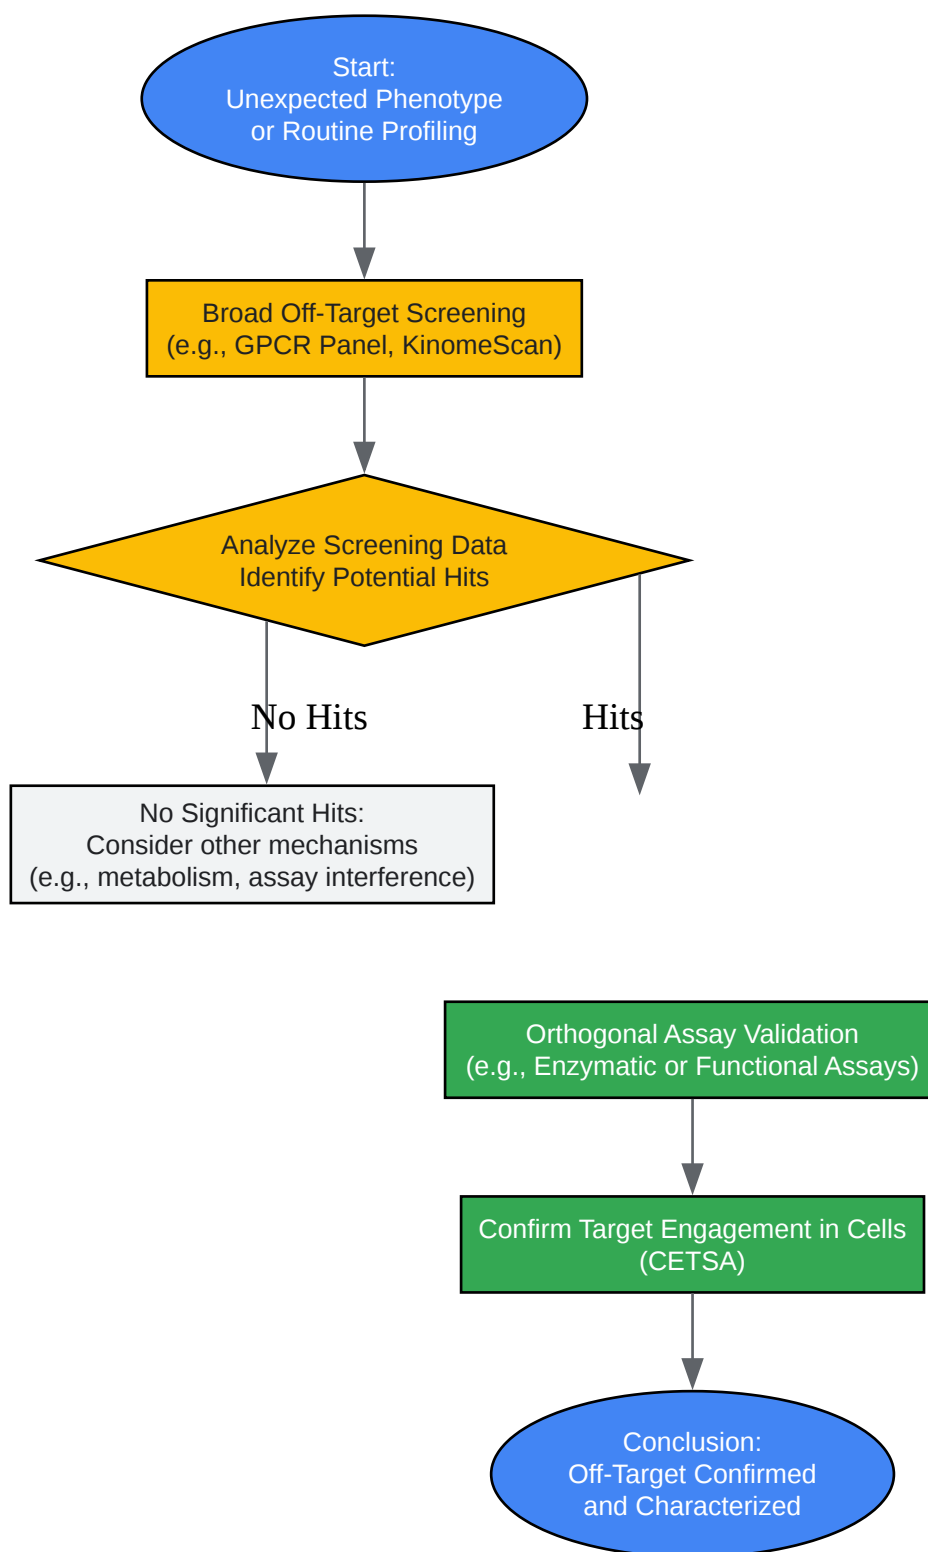 Start:
Unexpected Phenotype
or Routine Profiling
Broad Off-Target Screening
(e.g., GPCR Panel, KinomeScan)
Analyze Screening Data
Identify Potential Hits
No Hits
Hits
No Significant Hits:
Consider other mechanisms
(e.g., metabolism, assay interference)
Orthogonal Assay Validation
(e.g., Enzymatic or Functional Assays)
Confirm Target Engagement in Cells
(CETSA)
Conclusion:
Off-Target Confirmed
and Characterized